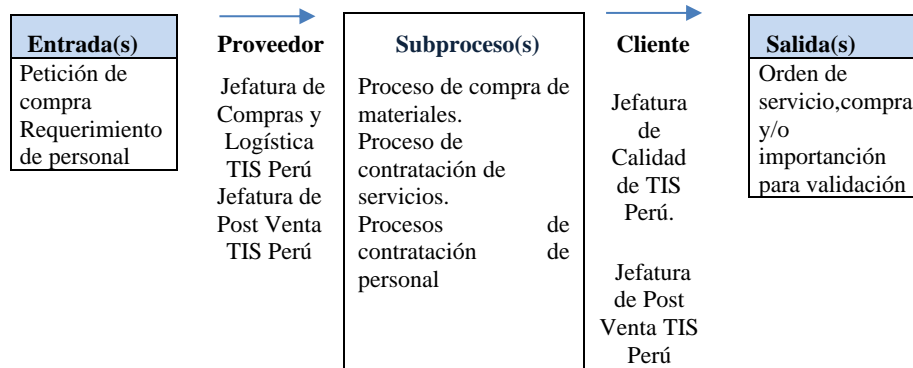 Entrada(s)
Petición de
compra
Requerimiento
de personal
Proveedor
Jefatura de
Compras y
Logística
TIS Perú
Jefatura de
Post Venta
TIS Perú
Subproceso(s)
Proceso de compra de
materiales.
Proceso de
contratación de
servicios.
Procesos de
contratación de
personal
Cliente
Jefatura
de
Calidad
de TIS
Perú.
Jefatura
de Post
Venta TIS
Perú
Salida(s)
Orden de
servicio,compra
y/o
importanción
para validación